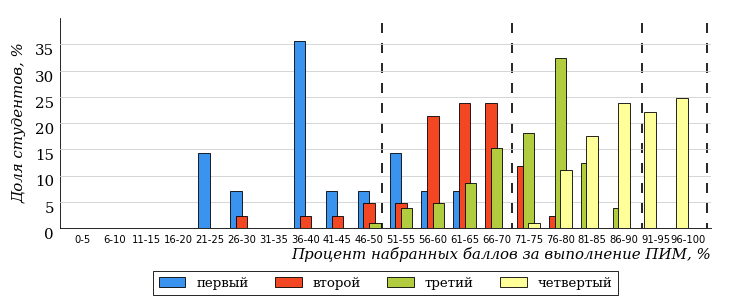 Доля студентов, %
35
30
25
20
15
10
5
0
0-5 6-10 11-15 16-20 21-25 26-30 31-35 36-40 41-45 46-50 51-55 56-60 61-65 66-70 71-75 76-80 81-85 86-90 91-95 96-100
Процент набранных баллов за выполнение ПИМ, %
первый второй третий четвертый